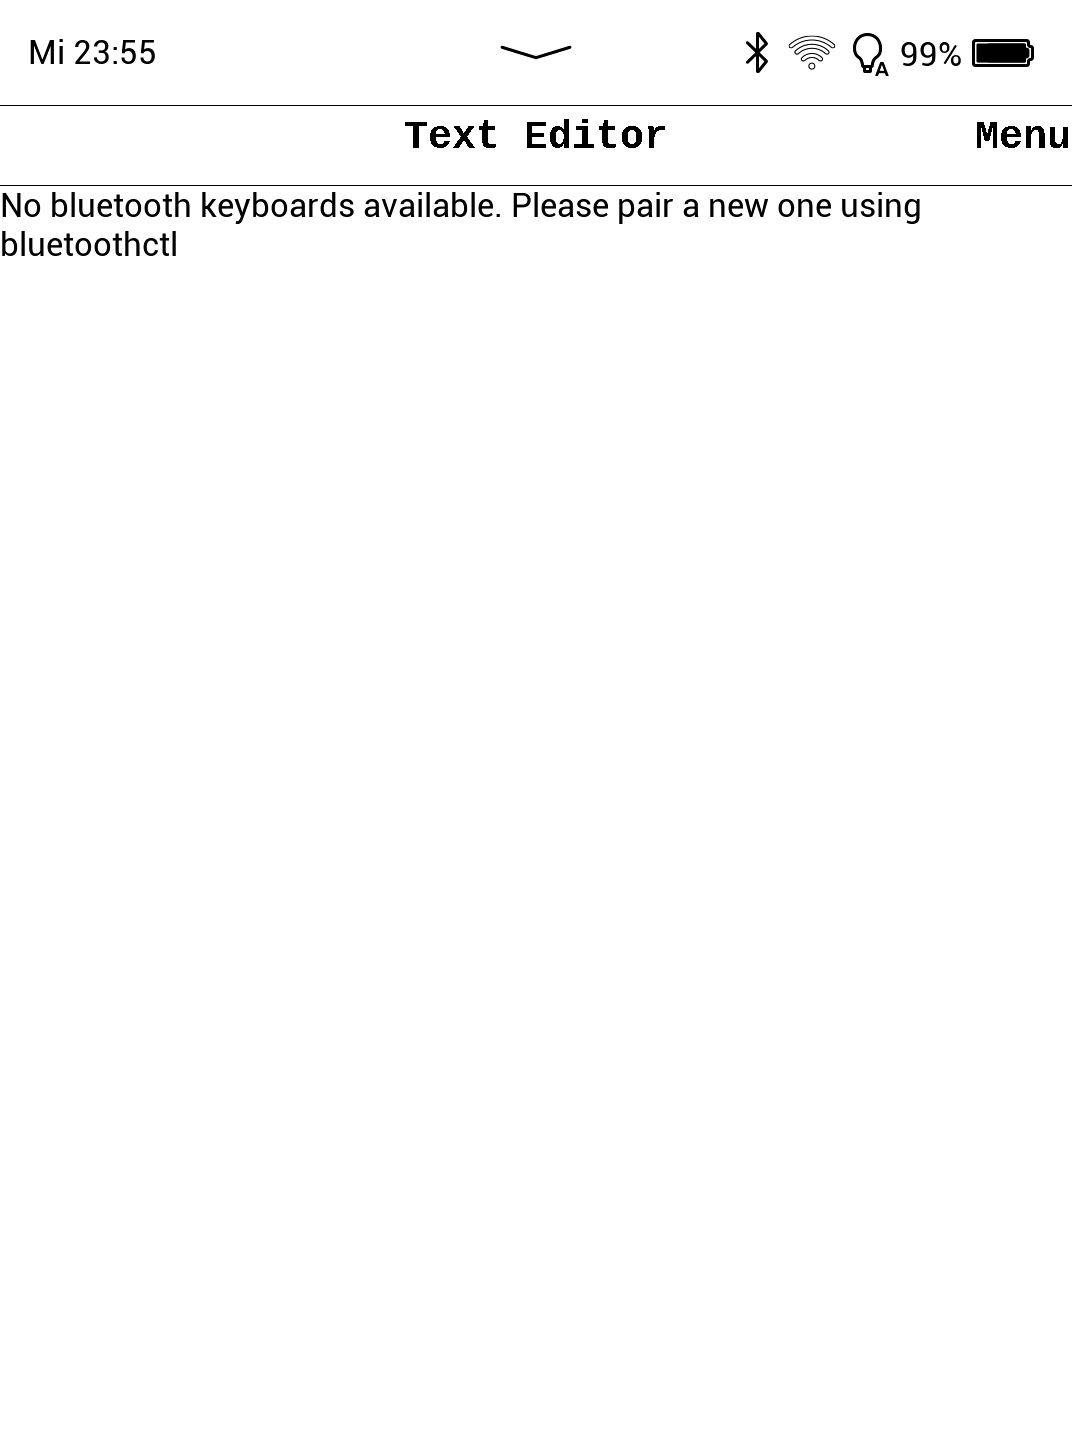 Mi 23:55 99%
Text Editor Menu
No bluetooth keyboards available. Please pair a new one using
bluetoothctl